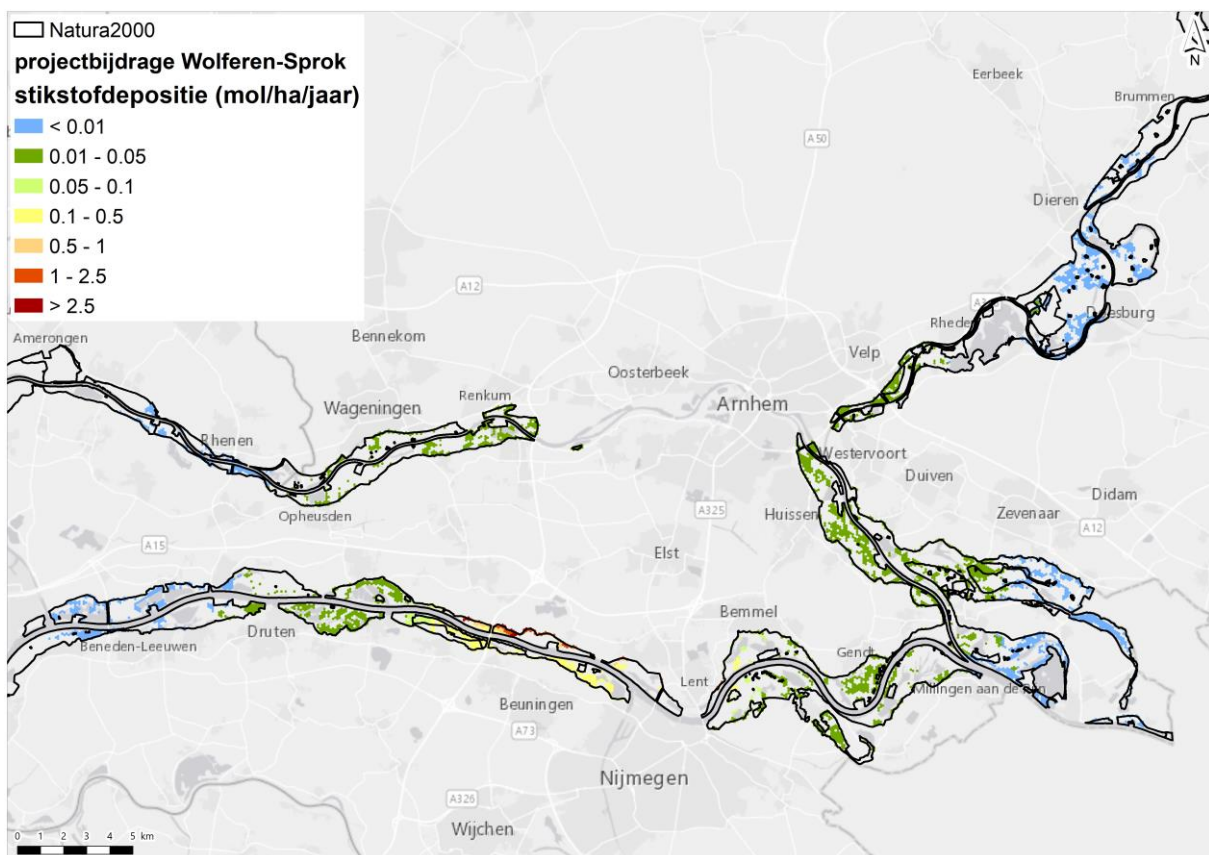 Natura2000
projectbijdrage Wolferen-Sprok
stikstofdepositie (mol/ha/jaar)
< 0.01
0.01 - 0.05
0.05 - 0.1
0.1 - 0.5
0.5 - 1
1 - 2.5
> 2.5
N
Eerbeek
Brummen
A50
Dieren
A12
Amerongen
Bennekom
Rheden
Velp
Oosterbeek
Renkum
Arnhem
Wageningen
Rhenen
Westervoort
Duiven
Didam
Opheusden
Huissen
Zevenaar
A12
A325
A15
Elst
Bemmel
Druten
Beneden-Leeuwen
Gendt
Lent
Millingen aan de
Beuningen
A73
Nijmegen
A326
Wijchen
0 1 2 3 4 5 km